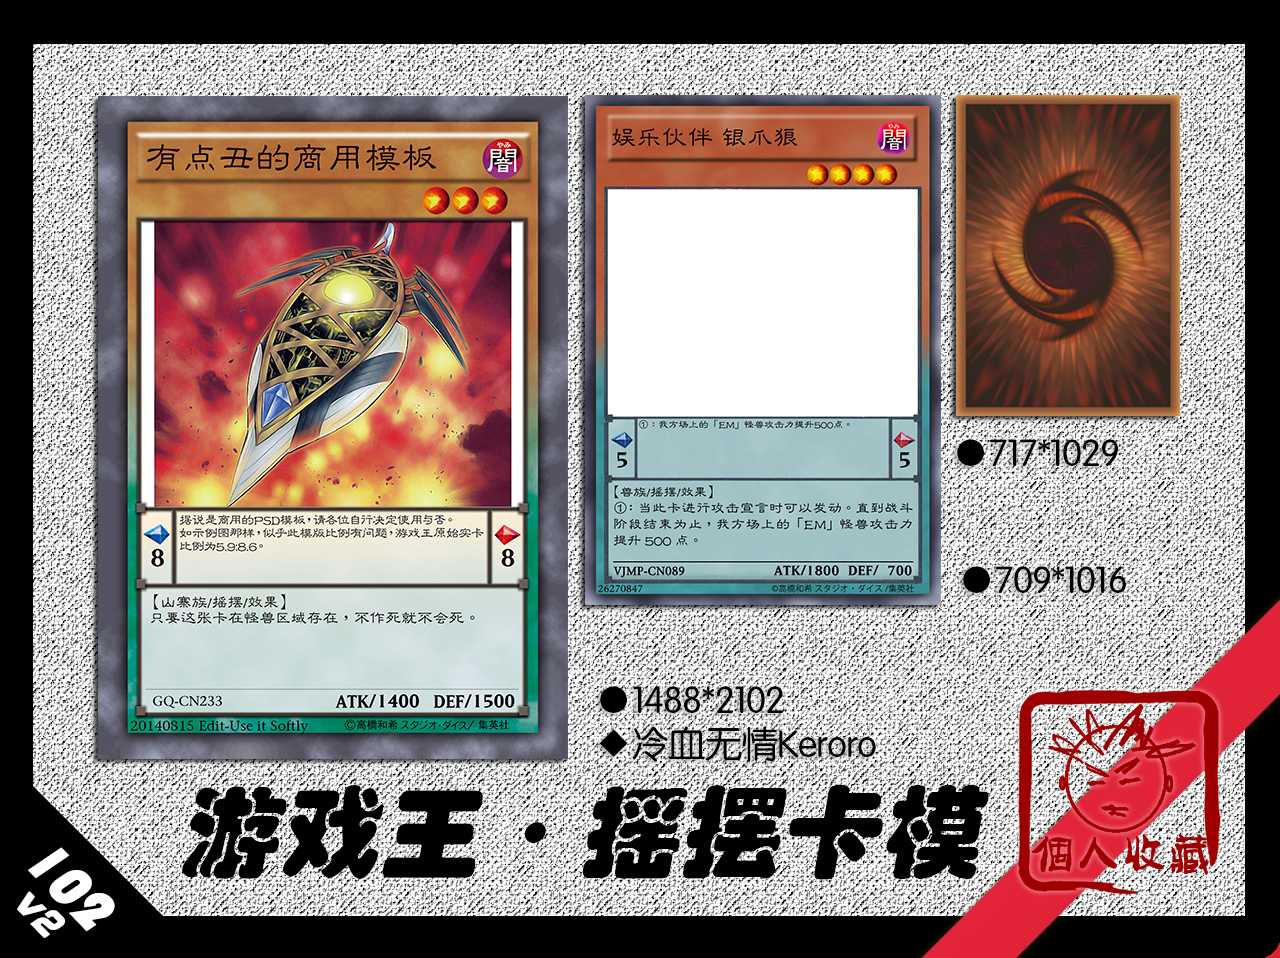 有点丑的商用模板
やみ
闇
8
据说是商用的PSD模板，请各位自行决定使用与否。
如示例图那样，似乎此模版比例有问题，游戏王原始实卡
比例为5.9:8.6。
8
【山寨族/摇摆/效果】
只要这张卡在怪兽区域存在，不作死就不会死。
GQ-CN233
ATK/1400 DEF/1500
20140815 Edit-Use it Softly
©高橋和希 スタジオ・ダイス/ 集英社
娱乐伙伴 银爪狼
やみ
闇
①：我方场上的「EM」怪兽攻击力提升500点。
5
5
【兽族/摇摆/效果】
①：当此卡进行攻击宣言时可以发动。直到战斗
阶段结束为止，我方场上的「EM」怪兽攻击力
提升 500 点。
VJMP-CN089
ATK/1800 DEF/ 700
26270847
©高橋和希 スタジオ・ダイス /集英社
●717*1029
●709*1016
●1488*2102
◆冷血无情Keroro
游戏王·摇摆卡模
個人收藏
102
v2